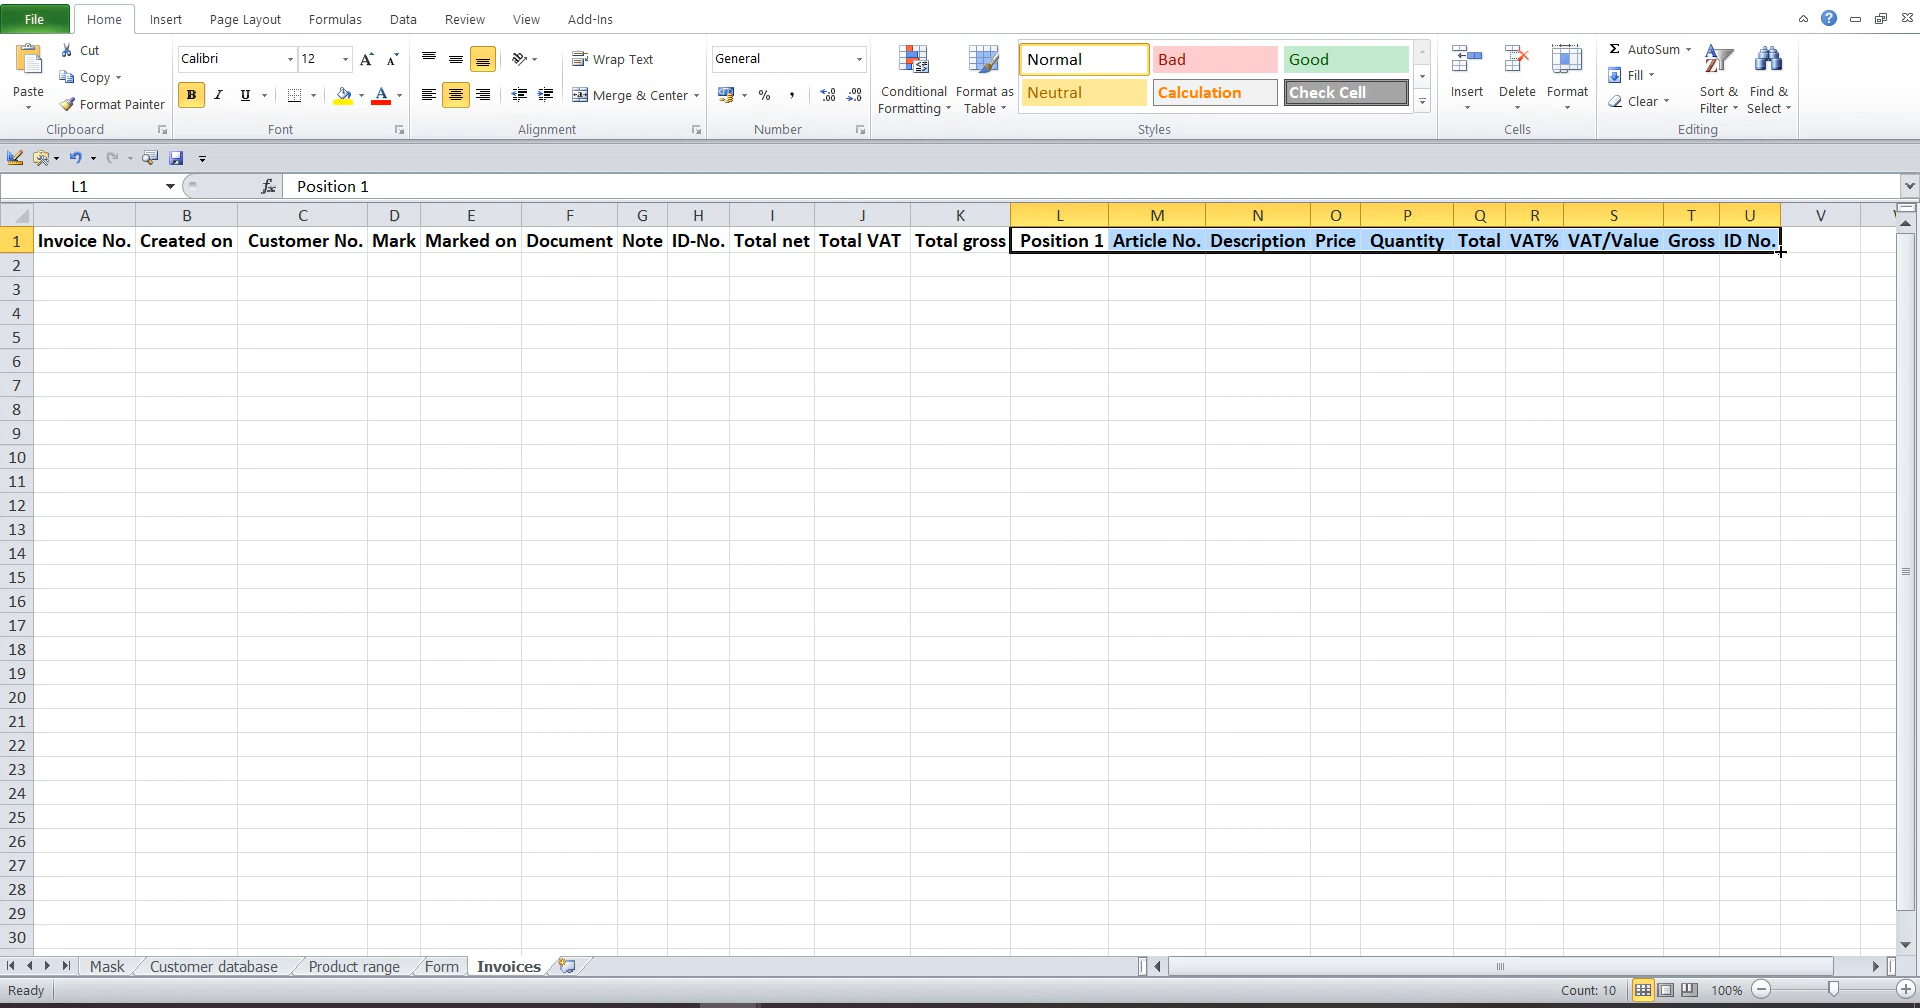 File Home Insert Page Layout Formulas Data Review View Add-Ins
Paste
Cut
Copy
Format Painter
Clipboard
Calibri 12
B I U
Font
Wrap Text
Merge & Center
Alignment
General
% ,
Number
Conditional Formatting
Format as Table
Normal Bad Good
Neutral Calculation Check Cell
Styles
Insert Delete Format
Cells
Σ AutoSum
Fill
Clear
Sort & Filter
Find & Select
Editing
L1 fx Position 1
A B C D E F G H I J K L M N O P Q R S T U V
1 Invoice No. Created on Customer No. Mark Marked on Document Note ID-No. Total net Total VAT Total gross Position 1 Article No. Description Price Quantity Total VAT% VAT/Value Gross ID No.
2
3
4
5
6
7
8
9
10
11
12
13
14
15
16
17
18
19
20
21
22
23
24
25
26
27
28
29
30
Mask Customer database Product range Form Invoices
Ready Count: 10 100%